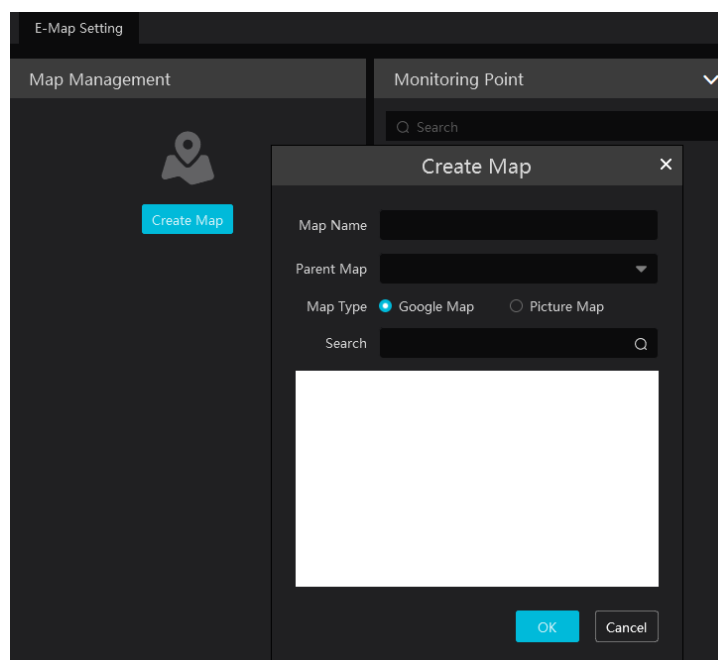 E-Map Setting
Map Management
Monitoring Point
Search
Create Map
Create Map
Map Name
Parent Map
Map Type Google Map Picture Map
Search
OK Cancel